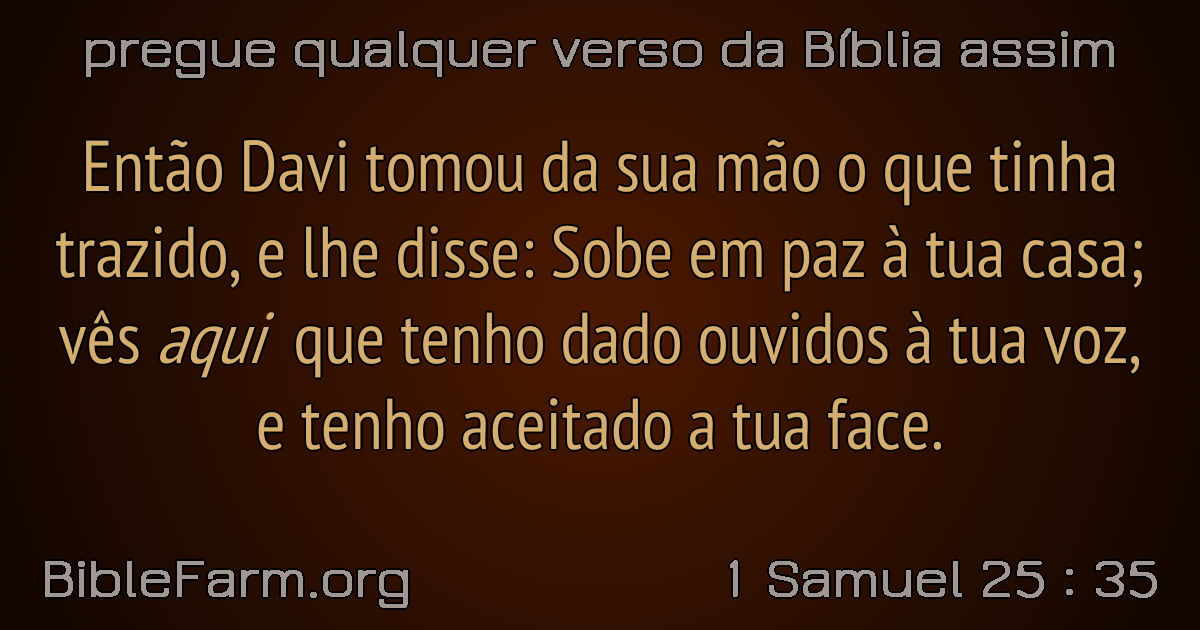 pregue qualquer verso da Bíblia assim
Então Davi tomou da sua mão o que tinha
trazido, e lhe disse: Sobe em paz à tua casa;
vês aqui que tenho dado ouvidos à tua voz,
e tenho aceitado a tua face.
BibleFarm.org
1 Samuel 25 : 35